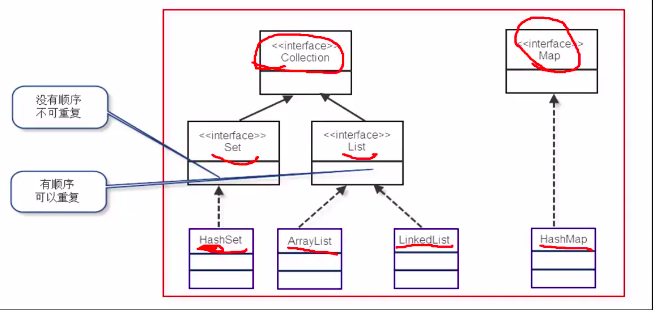 <<interface>>
Collection
<<interface>>
Map
没有顺序
不可重复
<<interface>>
Set
<<interface>>
List
有顺序
可以重复
HashSet
ArrayList
LinkedList
HashMap